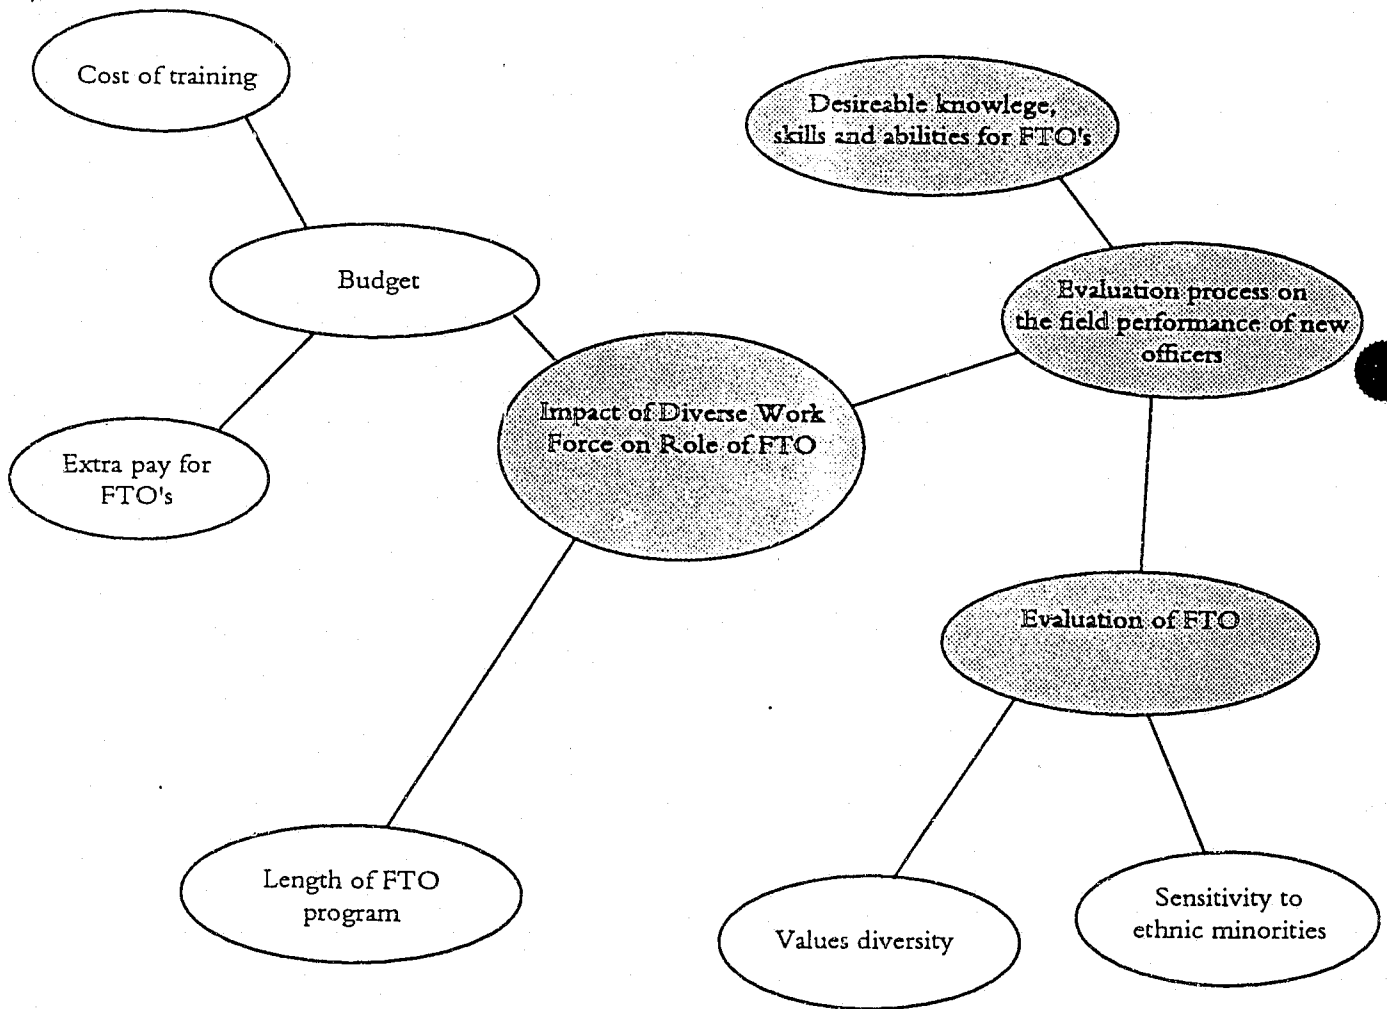 Cost of training
Desireable knowlege,
skills and abilities for FTO's
Budget
Evaluation process on
the field performance of new
officers
Impact of Diverse Work
Force on Role of FTO
Extra pay for
FTO's
Evaluation of FTO
Length of FTO
program
Values diversity
Sensitivity to
ethnic minorities